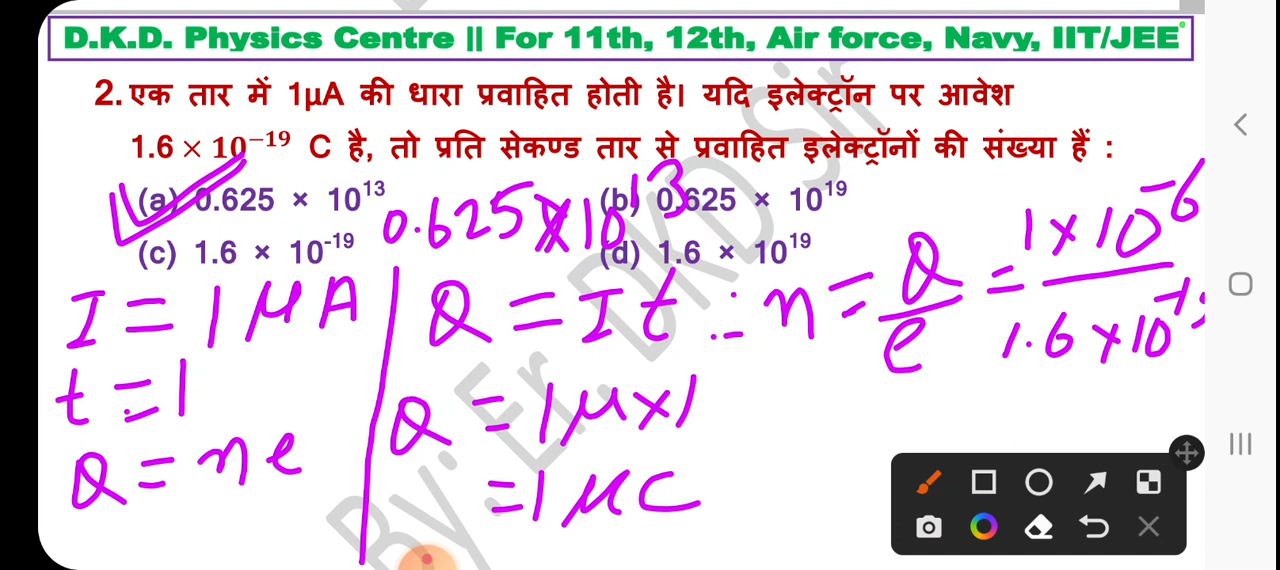 D.K.D. Physics Centre || For 11th, 12th, Air force, Navy, IIT/JEE
2. एक तार में 1μA की धारा प्रवाहित होती है। यदि इलेक्ट्रॉन पर आवेश
1.6 × 10⁻¹⁹ C है, तो प्रति सेकण्ड तार से प्रवाहित इलेक्ट्रॉनों की संख्या हैं :
(a) 0.625 × 10¹³ (b) 0.625 × 10¹⁹
0.625 × 10¹³
(c) 1.6 × 10⁻¹⁹ (d) 1.6 × 10¹⁹
I = 1 μA
t = 1
Q = ne
Q = It
Q = 1μ×1
= 1μC
∴ n = Q/e = 1×10⁻⁶/1.6×10⁻¹
By: Er. DKD Sir